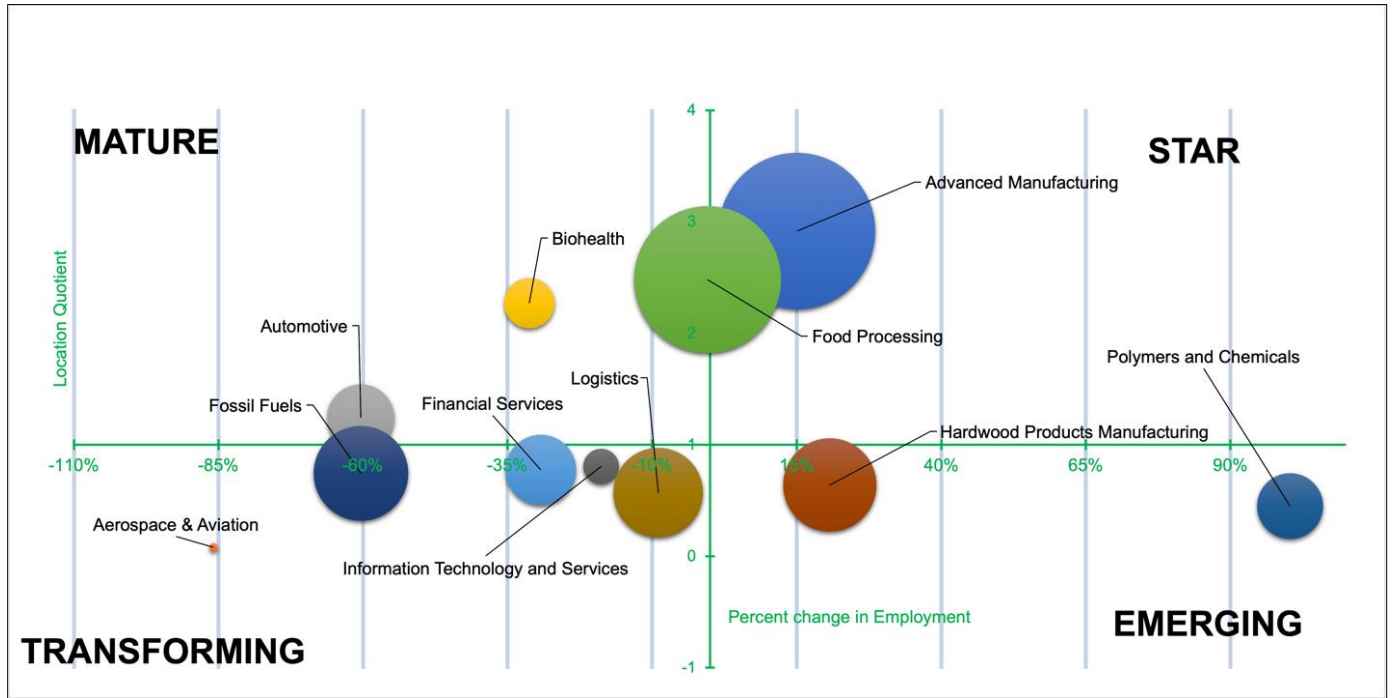 4
MATURE
STAR
Advanced Manufacturing
3
Biohealth
Location Quotient
Automotive
2
Food Processing
Polymers and Chemicals
Logistics
Fossil Fuels
Financial Services
Hardwood Products Manufacturing
1
-110%
-85%
-60%
-35%
-10%
15%
40%
65%
90%
Aerospace & Aviation
0
Information Technology and Services
Percent change in Employment
EMERGING
TRANSFORMING
-1